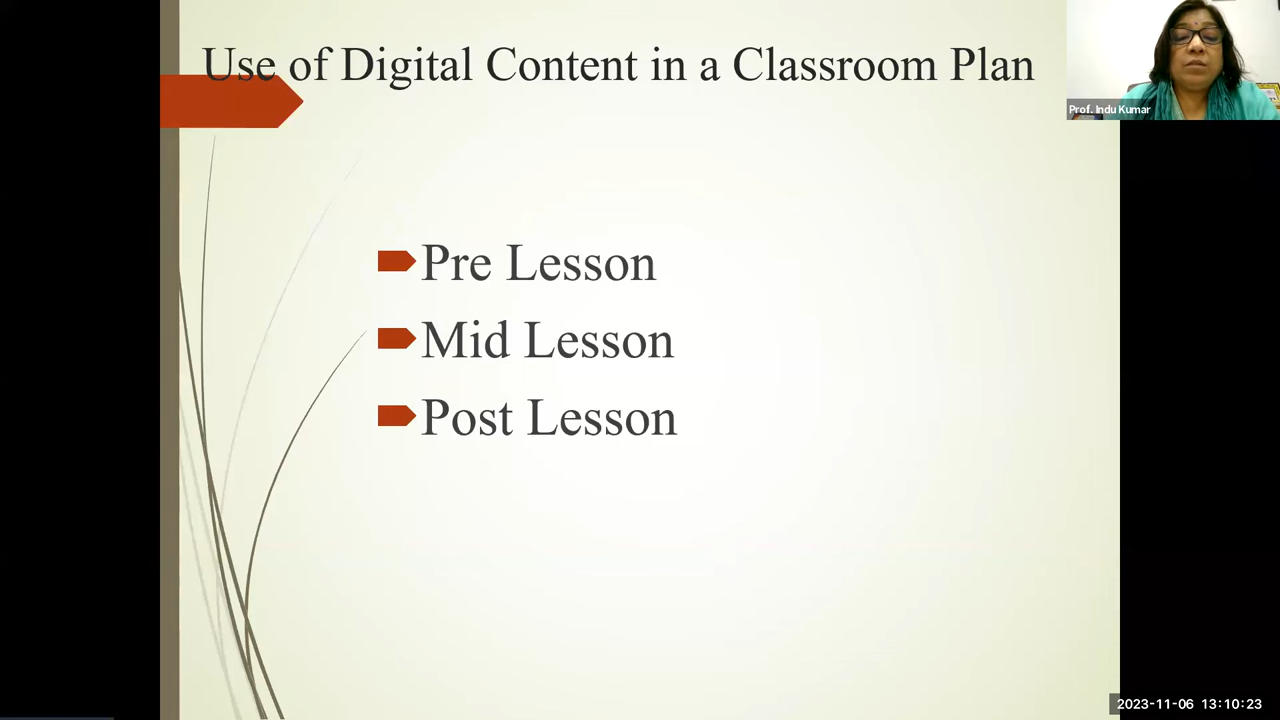 Use of Digital Content in a Classroom Plan
Prof. Indu Kumar
Pre Lesson
Mid Lesson
Post Lesson
2023-11-06 13:10:23